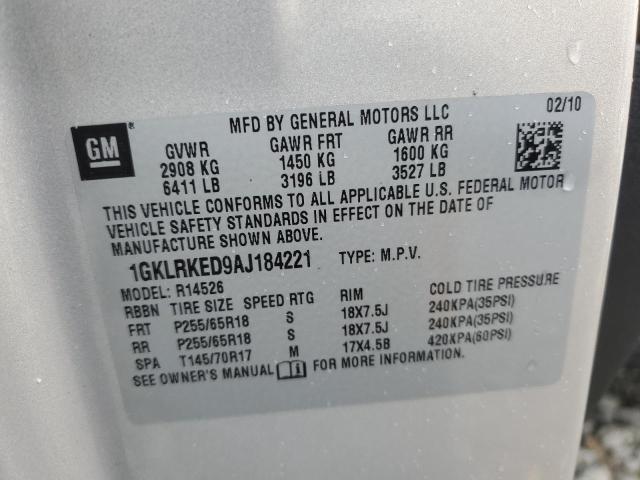 GM
MFD BY GENERAL MOTORS LLC 02/10
GVWR GAWR FRT GAWR RR
2908 KG 1450 KG 1600 KG
6411 LB 3196 LB 3527 LB
THIS VEHICLE CONFORMS TO ALL APPLICABLE U.S. FEDERAL MOTOR
VEHICLE SAFETY STANDARDS IN EFFECT ON THE DATE OF
MANUFACTURE SHOWN ABOVE.
1GKLRKED9AJ184221 TYPE: M.P.V.
MODEL: R14526
RBBN TIRE SIZE SPEED RTG RIM COLD TIRE PRESSURE
FRT P255/65R18 S 18X7.5J 240KPA(35PSI)
RR P255/65R18 S 18X7.5J 240KPA(35PSI)
SPA T145/70R17 M 17X4.5B 420KPA(60PSI)
SEE OWNER'S MANUAL FOR MORE INFORMATION.